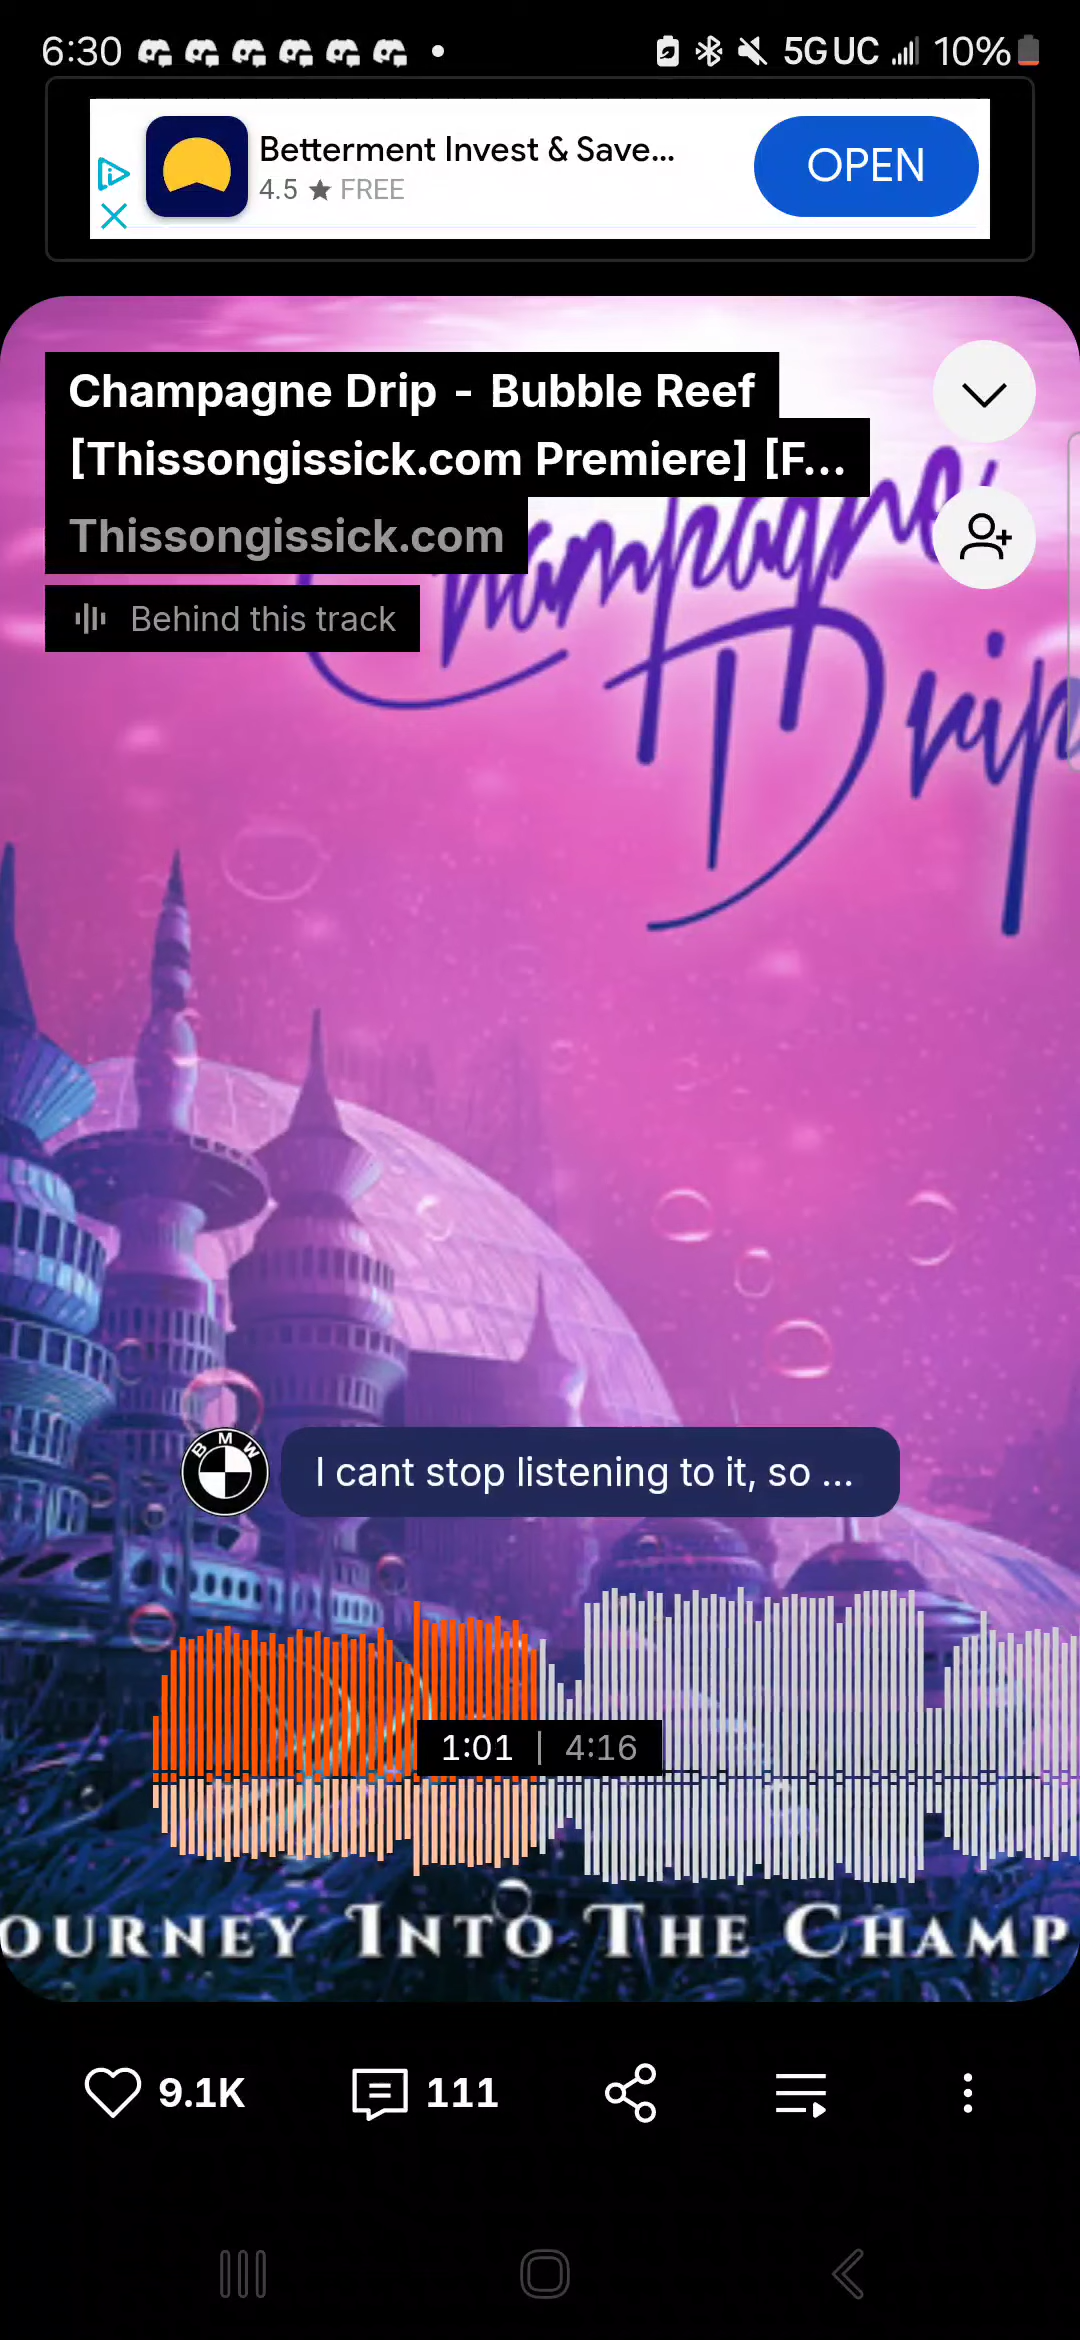 6:30
5G UC
10%
Betterment Invest & Save...
4.5 ★ FREE
OPEN
Champagne Drip - Bubble Reef
[Thissongissick.com Premiere] [F...
Thissongissick.com
Behind this track
Champagne
Drip
BMW
I cant stop listening to it, so ...
1:01 | 4:16
OURNEY INTO THE CHAMP
9.1K
111